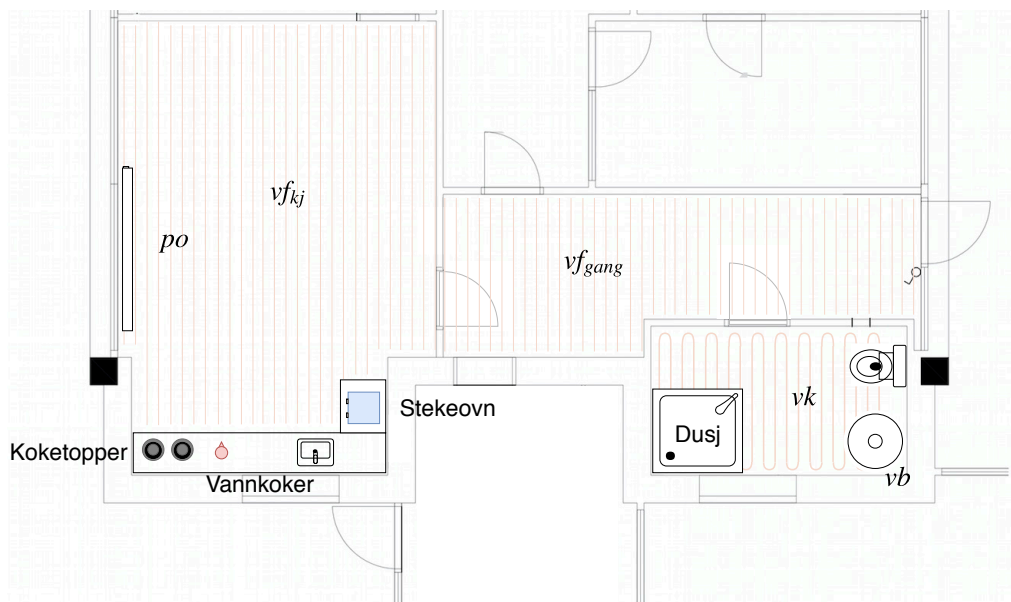 vf_kj
po
vf_gang
vk
Stekeovn
Dusj
Koketopper
vb
Vannkoker